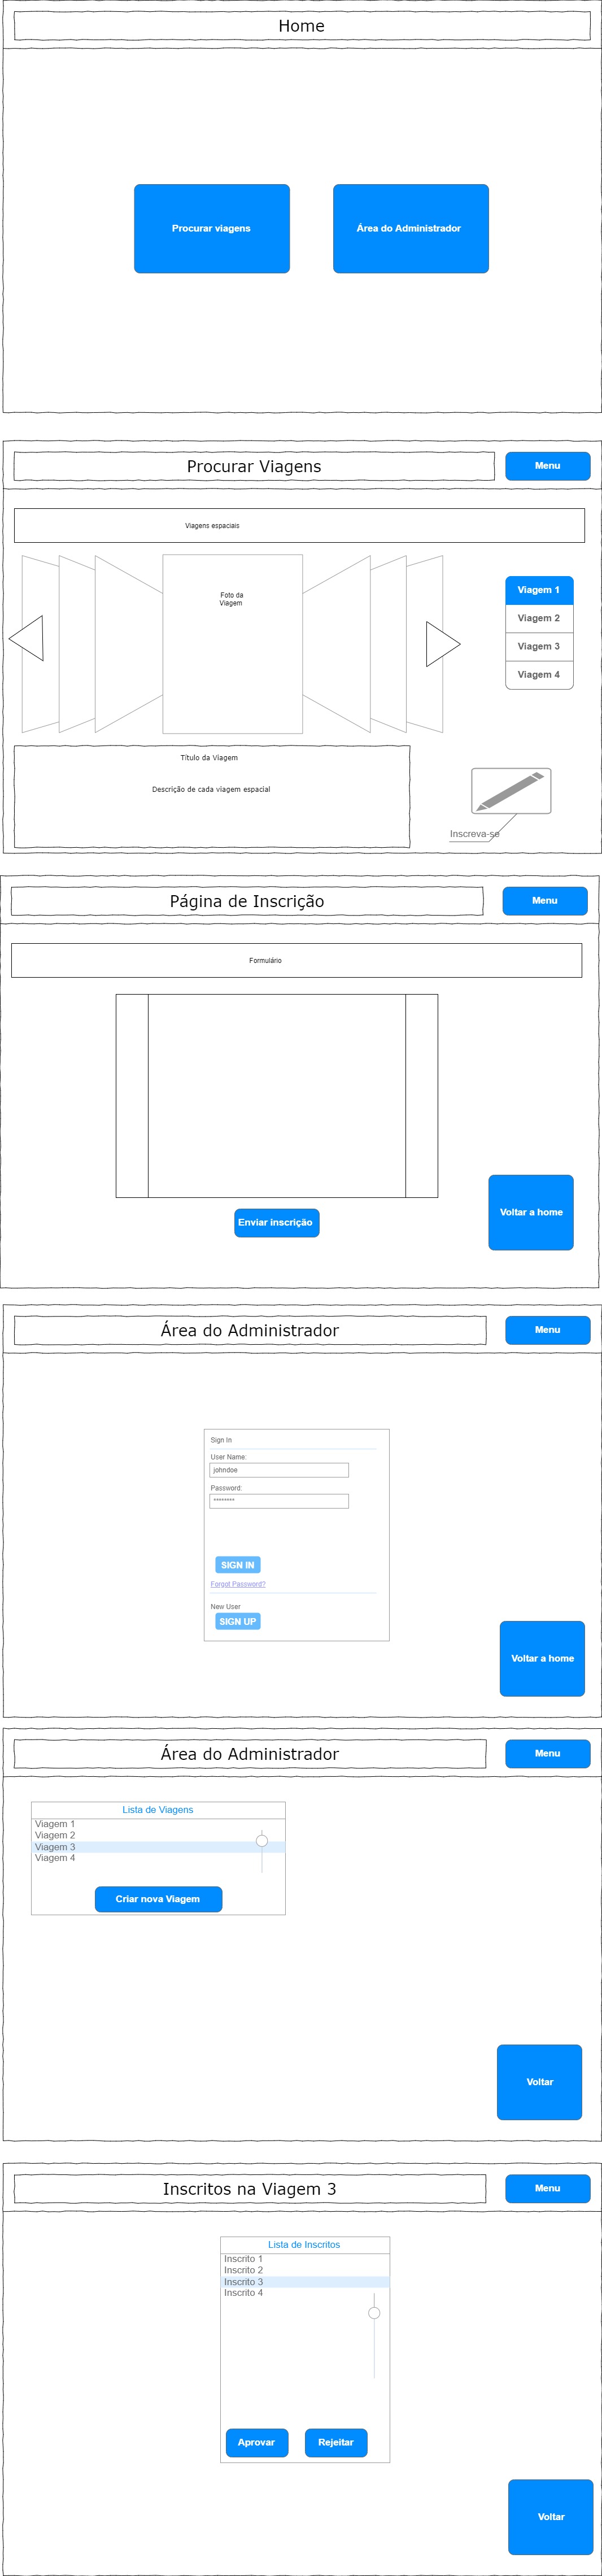 Home
Procurar viagens
Área do Administrador
Procurar Viagens
Menu
Viagens espaciais
Foto da
Viagem
Viagem 1
Viagem 2
Viagem 3
Viagem 4
Título da Viagem
Descrição de cada viagem espacial
Inscreva-se
Página de Inscrição
Menu
Formulário
Enviar inscrição
Voltar a home
Área do Administrador
Menu
Sign In
User Name:
johndoe
Password:
********
SIGN IN
Forgot Password?
New User
SIGN UP
Voltar a home
Área do Administrador
Menu
Lista de Viagens
Viagem 1
Viagem 2
Viagem 3
Viagem 4
Criar nova Viagem
Voltar
Inscritos na Viagem 3
Menu
Lista de Inscritos
Inscrito 1
Inscrito 2
Inscrito 3
Inscrito 4
Aprovar
Rejeitar
Voltar